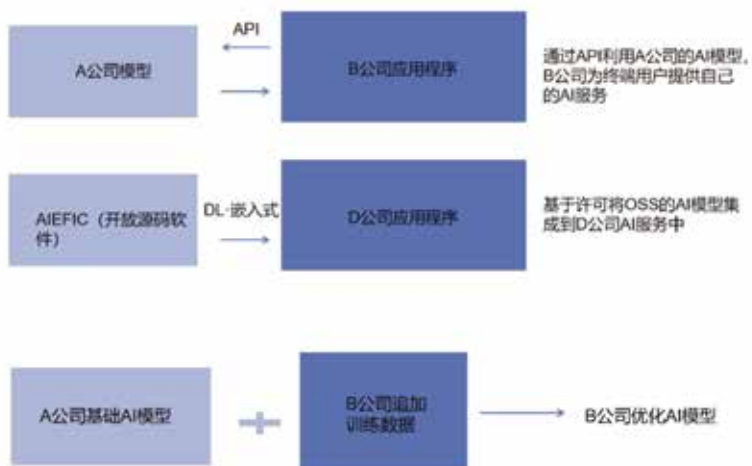 API
A公司模型
B公司应用程序
通过API利用A公司的AI模型，
B公司为终端用户提供自己
的AI服务
AIEFIC（开放源码软
件）
DL·嵌入式
D公司应用程序
基于许可将OSS的AI模型集
成到D公司AI服务中
A公司基础AI模型
B公司追加
训练数据
B公司优化AI模型